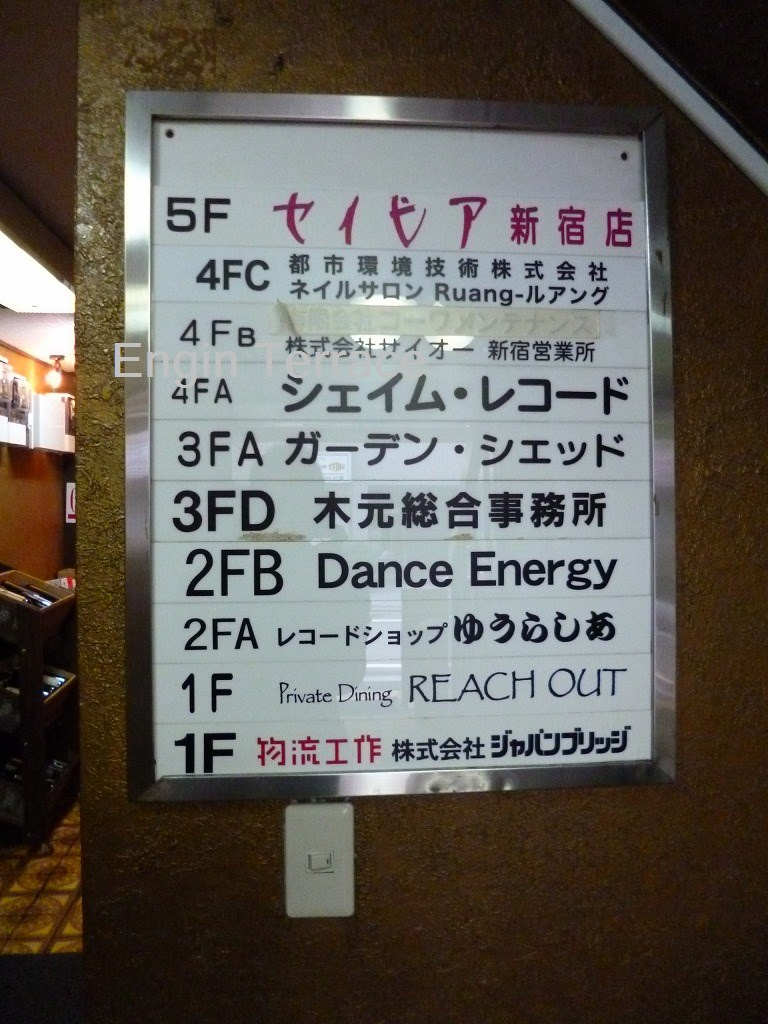 5F セイビア 新宿店
4FC 都市環境技術株式会社
ネイルサロン Ruang-ルアング
4FB 株式会社サイオー 新宿営業所
4FA シェイム・レコード
3FA ガーデン・シェッド
3FD 木元総合事務所
2FB Dance Energy
2FA レコードショップ ゆうらしあ
1F Private Dining REACH OUT
1F 物流工作 株式会社 ジャパンブリッジ